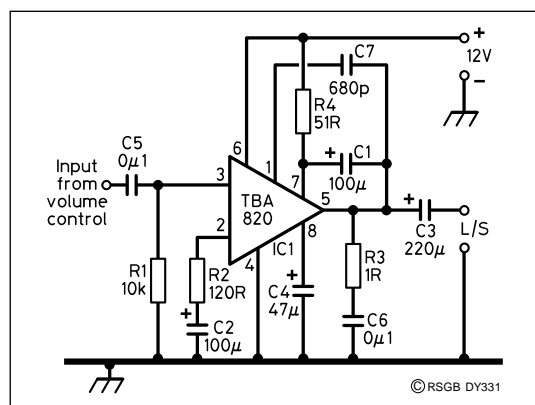 +
12V
−
C7
680p
R4
51R
C5
0µ1
6
1
+
C1
100µ
7
Input
from
volume
control
3
TBA
820
5
+
C3
220µ
L/S
2
IC1
8
4
R1
10k
R2
120R
+
C2
100µ
+
C4
47µ
R3
1R
C6
0µ1
© RSGB DY331